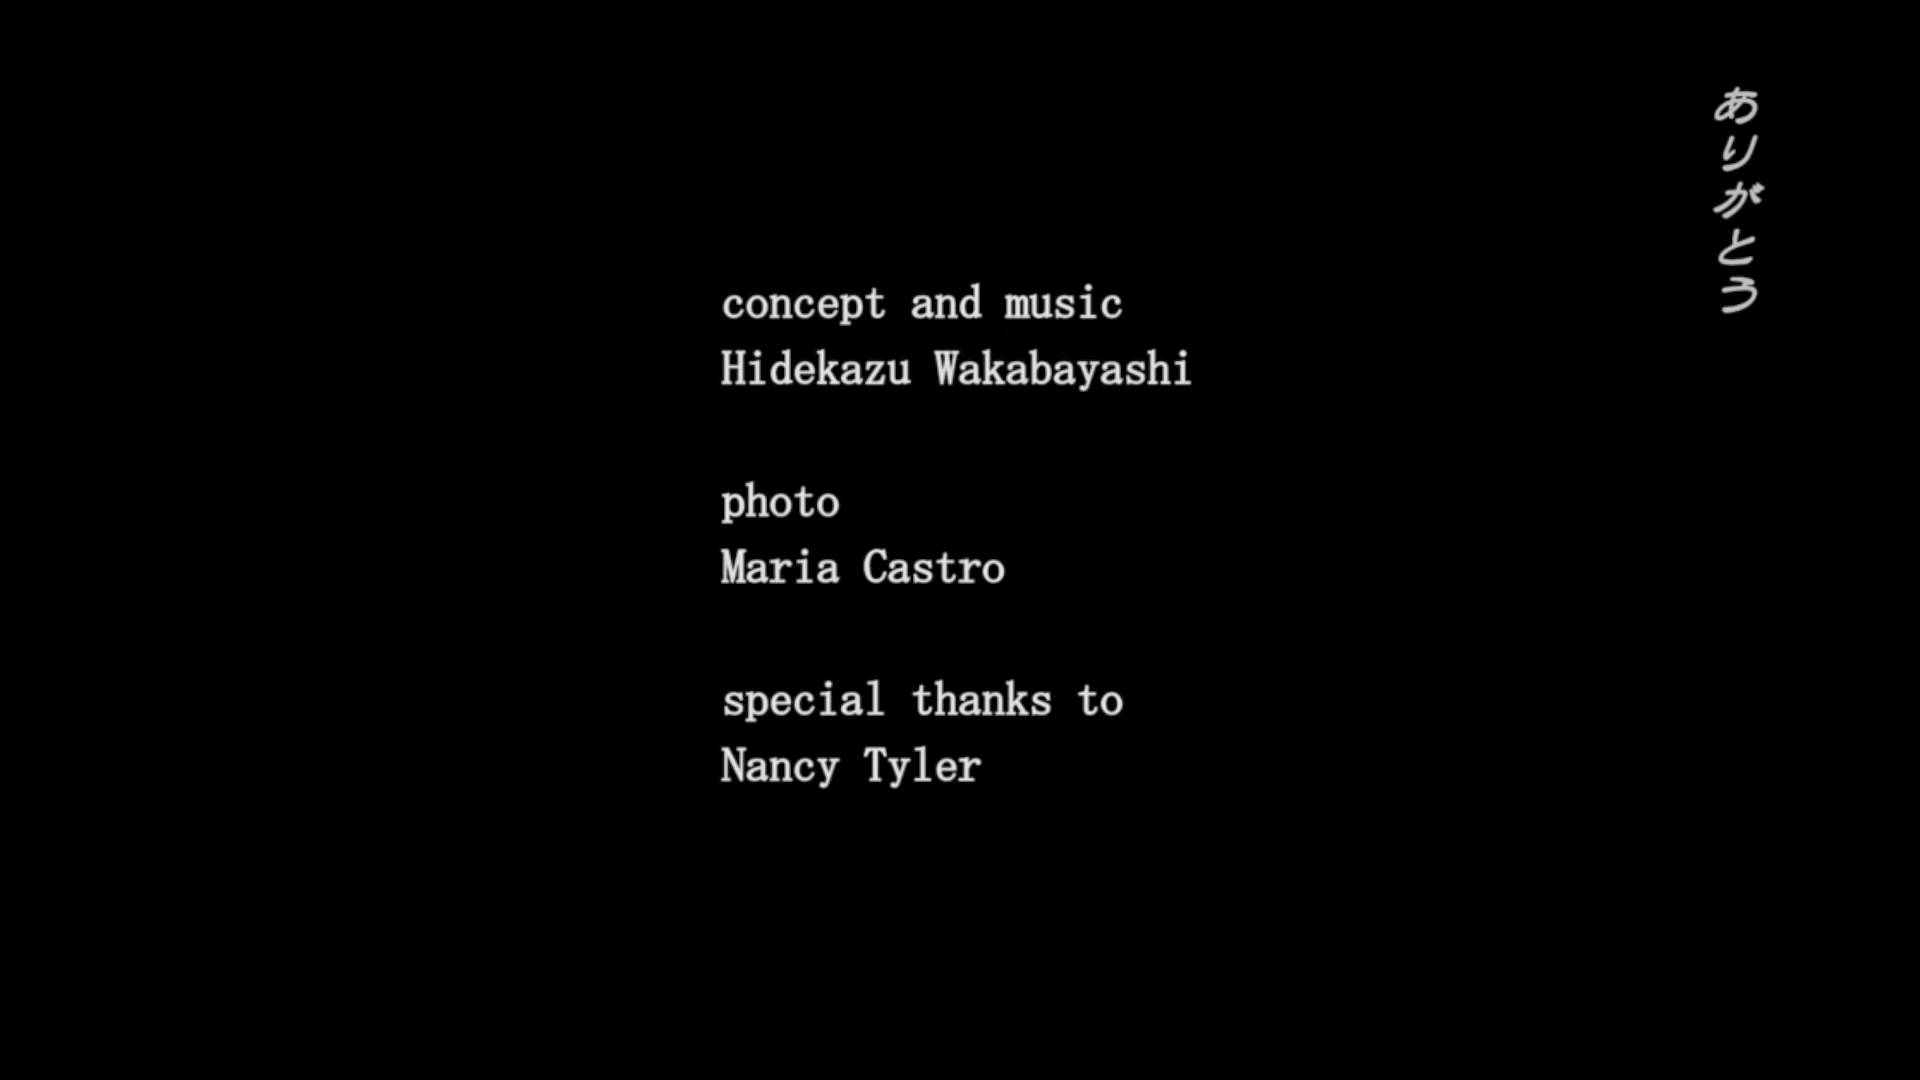 concept and music
Hidekazu Wakabayashi
photo
Maria Castro
special thanks to
Nancy Tyler
ありがとう